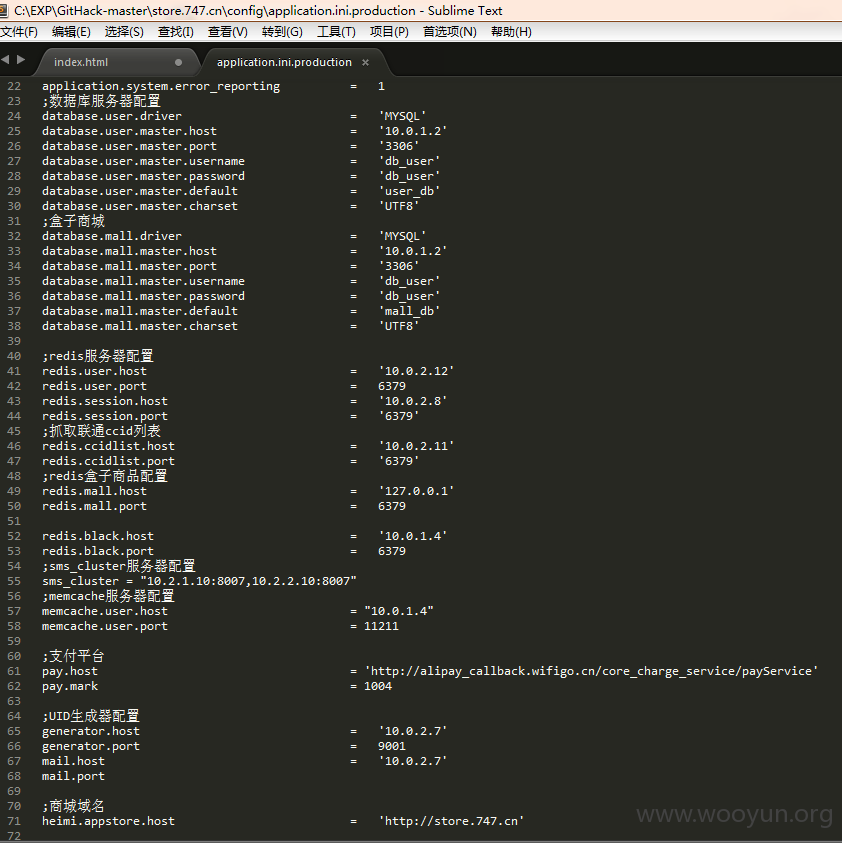 C:\EXP\GitHack-master\store.747.cn\config\application.ini.production - Sublime Text
文件(F) 编辑(E) 选择(S) 查找(I) 查看(V) 转到(G) 工具(T) 项目(P) 首选项(N) 帮助(H)
index.html application.ini.production ×
22 application.system.error_reporting = 1
23 ;数据库服务器配置
24 database.user.driver = 'MYSQL'
25 database.user.master.host = '10.0.1.2'
26 database.user.master.port = '3306'
27 database.user.master.username = 'db_user'
28 database.user.master.password = 'db_user'
29 database.user.master.default = 'user_db'
30 database.user.master.charset = 'UTF8'
31 ;盒子商城
32 database.mall.driver = 'MYSQL'
33 database.mall.master.host = '10.0.1.2'
34 database.mall.master.port = '3306'
35 database.mall.master.username = 'db_user'
36 database.mall.master.password = 'db_user'
37 database.mall.master.default = 'mall_db'
38 database.mall.master.charset = 'UTF8'
39
40 ;redis服务器配置
41 redis.user.host = '10.0.2.12'
42 redis.user.port = 6379
43 redis.session.host = '10.0.2.8'
44 redis.session.port = '6379'
45 ;抓取联通ccid列表
46 redis.ccidlist.host = '10.0.2.11'
47 redis.ccidlist.port = '6379'
48 ;redis盒子商品配置
49 redis.mall.host = '127.0.0.1'
50 redis.mall.port = 6379
51
52 redis.black.host = '10.0.1.4'
53 redis.black.port = 6379
54 ;sms_cluster服务器配置
55 sms_cluster = "10.2.1.10:8007,10.2.2.10:8007"
56 ;memcache服务器配置
57 memcache.user.host = "10.0.1.4"
58 memcache.user.port = 11211
59
60 ;支付平台
61 pay.host = 'http://alipay_callback.wifigo.cn/core_charge_service/payService'
62 pay.mark = 1004
63
64 ;UID生成器配置
65 generator.host = '10.0.2.7'
66 generator.port = 9001
67 mail.host = '10.0.2.7'
68 mail.port
69
70 ;商城域名
71 heimi.appstore.host = 'http://store.747.cn'
72
www.wooyun.org